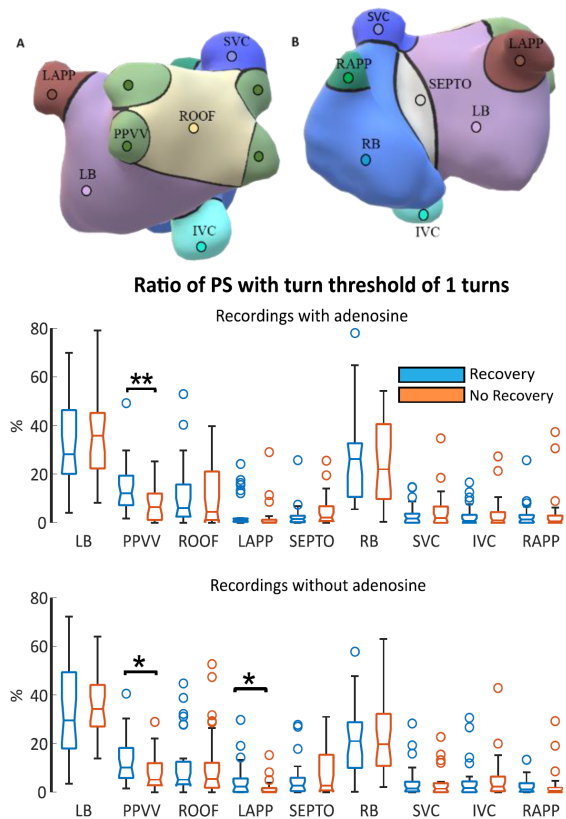 A
SVC
LAPP
PPVV
ROOF
LB
IVC
B
SVC
LAPP
RAPP
SEPTO
LB
RB
IVC
Ratio of PS with turn threshold of 1 turns
Recordings with adenosine
80
60
40
20
0
%
**
Recovery
No Recovery
LB PPVV ROOF LAPP SEPTO RB SVC IVC RAPP
Recordings without adenosine
80
60
40
20
0
%
*
*
LB PPVV ROOF LAPP SEPTO RB SVC IVC RAPP